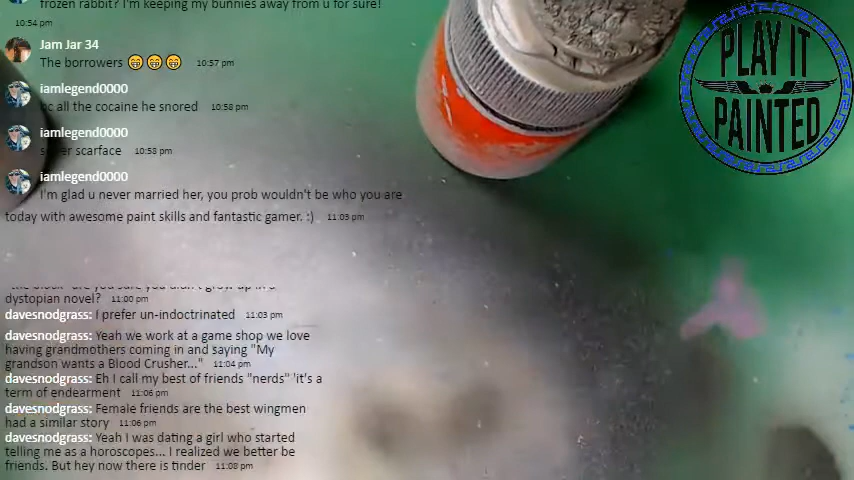 frozen rabbit? I'm keeping my bunnies away from u for sure!
10:54 pm
Jam Jar 34
The borrowers 😁😁😁 10:57 pm
iamlegend0000
all the cocaine he snored 10:58 pm
iamlegend0000
scarface 10:58 pm
iamlegend0000
I'm glad u never married her, you prob wouldn't be who you are
today with awesome paint skills and fantastic gamer. :) 11:03 pm
dystopian novel? 11:00 pm
davesnodgrass: I prefer un-indoctrinated 11:03 pm
davesnodgrass: Yeah we work at a game shop we love
having grandmothers coming in and saying "My
grandson wants a Blood Crusher..." 11:04 pm
davesnodgrass: Eh I call my best of friends "nerds" 'it's a
term of endearment 11:06 pm
davesnodgrass: Female friends are the best wingmen
had a similar story 11:06 pm
davesnodgrass: Yeah I was dating a girl who started
telling me as a horoscopes... I realized we better be
friends. But hey now there is tinder 11:08 pm
PLAY IT
PAINTED